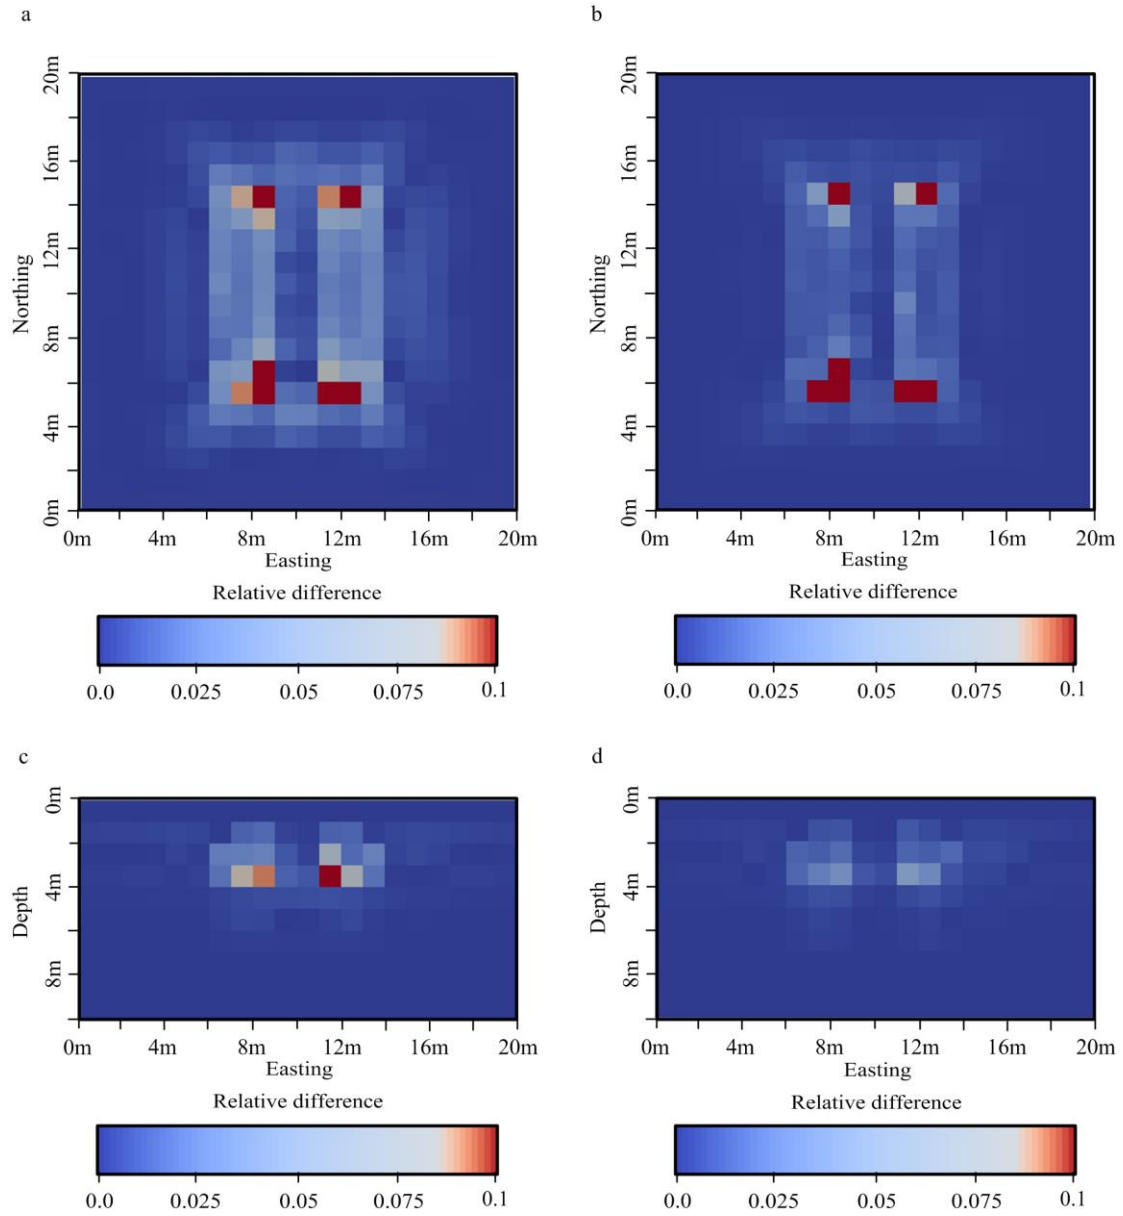 a
b
20m
16m
12m
8m
4m
0m
Northing
0m 4m 8m 12m 16m 20m
Easting
Relative difference
0.0 0.025 0.05 0.075 0.1
20m
16m
12m
8m
4m
0m
Northing
0m 4m 8m 12m 16m 20m
Easting
Relative difference
0.0 0.025 0.05 0.075 0.1
c
d
0m
4m
8m
Depth
0m 4m 8m 12m 16m 20m
Easting
Relative difference
0.0 0.025 0.05 0.075 0.1
0m
4m
8m
Depth
0m 4m 8m 12m 16m 20m
Easting
Relative difference
0.0 0.025 0.05 0.075 0.1